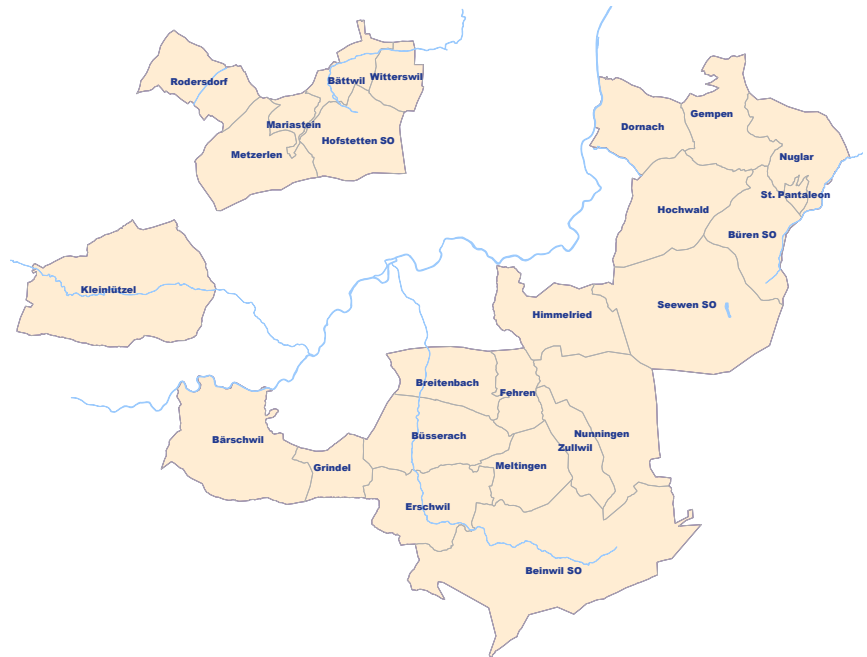 Rodersdorf
Bättwil
Witterswil
Mariastein
Hofstetten SO
Metzerlen
Dornach
Gempen
Nuglar
St. Pantaleon
Hochwald
Büren SO
Kleinlützel
Seewen SO
Himmelried
Breitenbach
Fehren
Bärschwil
Büsserach
Nunningen
Zullwil
Grindel
Meltingen
Erschwil
Beinwil SO